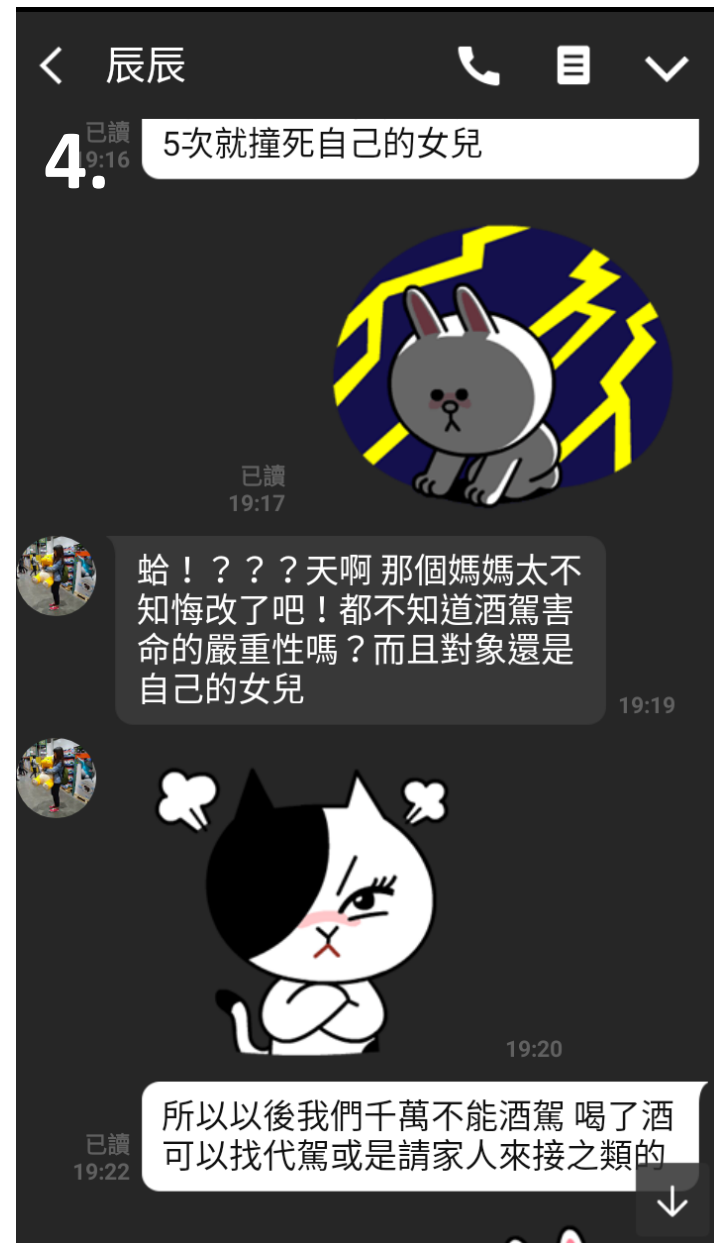 辰辰
4.
已讀
19:16
5次就撞死自己的女兒
已讀
19:17
蛤！？？？天啊 那個媽媽太不
知悔改了吧！都不知道酒駕害
命的嚴重性嗎？而且對象還是
自己的女兒
19:19
19:20
所以以後我們千萬不能酒駕 喝了酒
可以找代駕或是請家人來接之類的
已讀
19:22